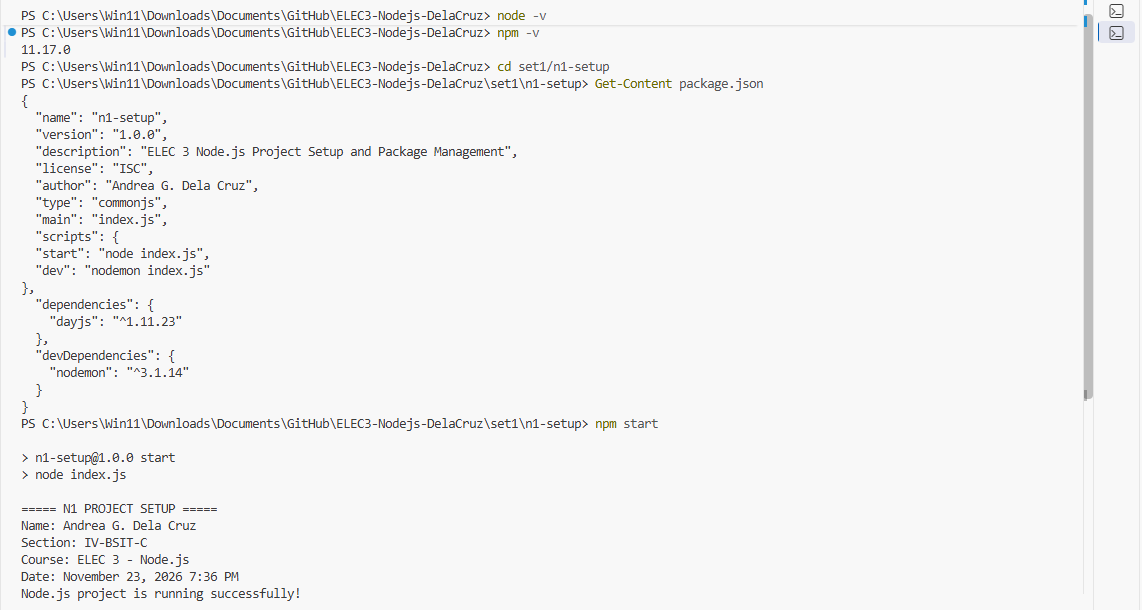 PS C:\Users\Win11\Downloads\Documents\GitHub\ELEC3-Nodejs-DelaCruz> node -v
PS C:\Users\Win11\Downloads\Documents\GitHub\ELEC3-Nodejs-DelaCruz> npm -v
11.17.0
PS C:\Users\Win11\Downloads\Documents\GitHub\ELEC3-Nodejs-DelaCruz> cd set1/n1-setup
PS C:\Users\Win11\Downloads\Documents\GitHub\ELEC3-Nodejs-DelaCruz\set1\n1-setup> Get-Content package.json
{
  "name": "n1-setup",
  "version": "1.0.0",
  "description": "ELEC 3 Node.js Project Setup and Package Management",
  "license": "ISC",
  "author": "Andrea G. Dela Cruz",
  "type": "commonjs",
  "main": "index.js",
  "scripts": {
  "start": "node index.js",
  "dev": "nodemon index.js"
},
  "dependencies": {
    "dayjs": "^1.11.23"
  },
  "devDependencies": {
    "nodemon": "^3.1.14"
  }
}
PS C:\Users\Win11\Downloads\Documents\GitHub\ELEC3-Nodejs-DelaCruz\set1\n1-setup> npm start

> n1-setup@1.0.0 start
> node index.js

===== N1 PROJECT SETUP =====
Name: Andrea G. Dela Cruz
Section: IV-BSIT-C
Course: ELEC 3 - Node.js
Date: November 23, 2026 7:36 PM
Node.js project is running successfully!